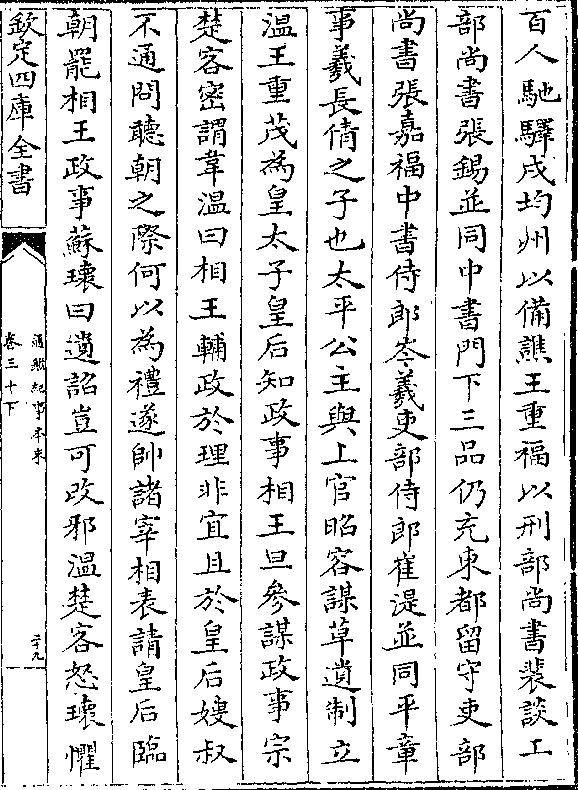 百人馳驛戍均州以備譙王重福以刑部尚書裴談工
部尚書張錫並同中書門下三品仍充東都留守吏部
尚書張嘉福中書侍郎岑羲吏部侍郎崔湜並同平章
事羲長倩之子也太平公主與上官昭容謀草遺制立
溫王重茂為皇太子皇后知政事相王旦參謀政事宗
楚客密謂韋溫曰相王輔政於理非宜且於皇后嫂叔
不通問聽朝之際何以為禮遂帥諸宰相表請皇后臨
朝罷相王政事蘇瓌曰遺詔豈可改邪溫楚客怒瓌懼
欽定四庫全書
通鑑紀事本末
卷三十下
二十九